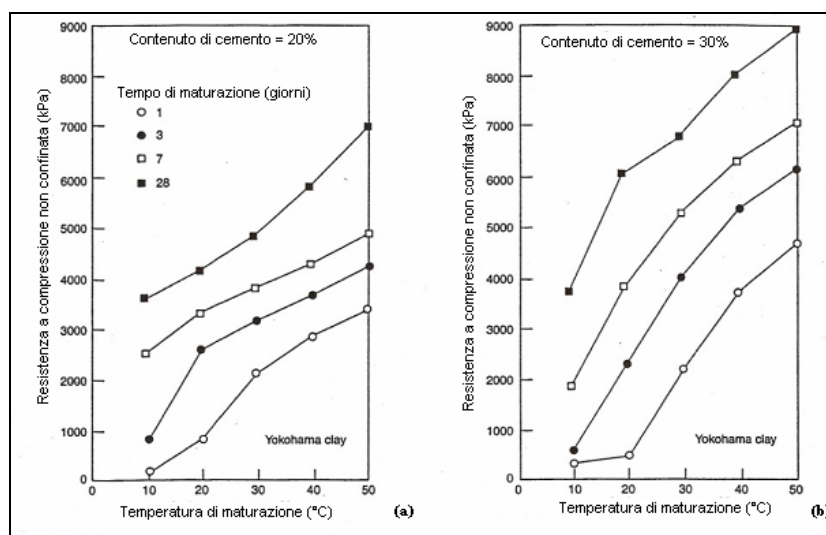 9000
8000
7000
6000
5000
4000
3000
2000
1000
0
Resistenza a compressione non confinata (kPa)
Contenuto di cemento = 20%
Tempo di maturazione (giorni)
1
3
7
28
Yokohama clay
0 10 20 30 40 50
Temperatura di maturazione (°C)
(a)
9000
8000
7000
6000
5000
4000
3000
2000
1000
0
Resistenza a compressione non confinata (kPa)
Contenuto di cemento = 30%
Yokohama clay
0 10 20 30 40 50
Temperatura di maturazione (°C)
(b)